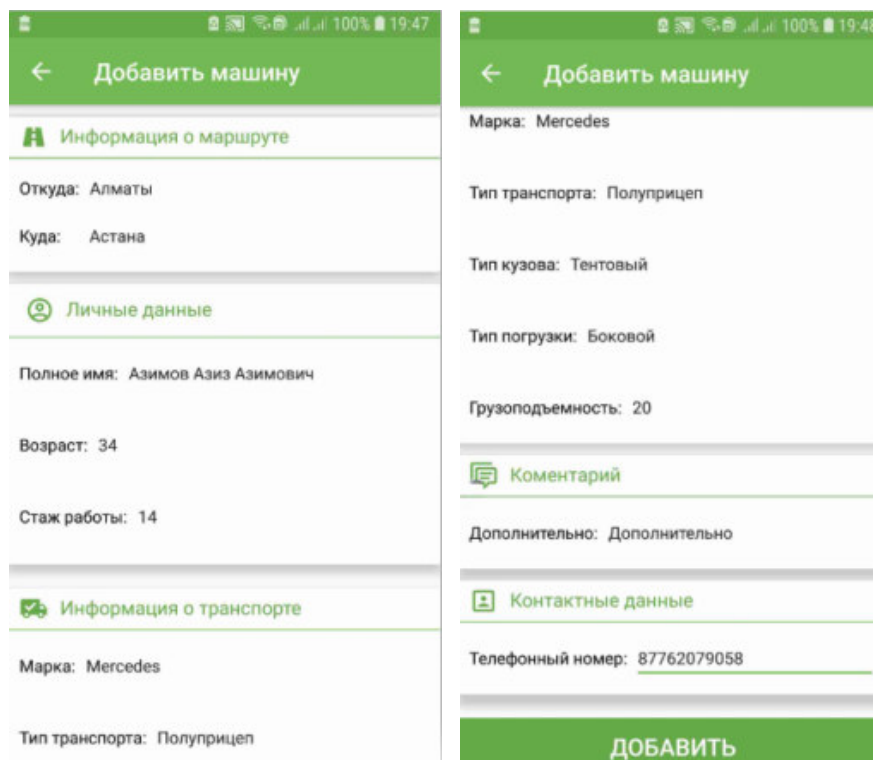 100% 19:47
Добавить машину
Информация о маршруте
Откуда: Алматы
Куда: Астана
Личные данные
Полное имя: Азимов Азиз Азимович
Возраст: 34
Стаж работы: 14
Информация о транспорте
Марка: Mercedes
Тип транспорта: Полуприцеп
100% 19:48
Добавить машину
Марка: Mercedes
Тип транспорта: Полуприцеп
Тип кузова: Тентовый
Тип погрузки: Боковой
Грузоподъемность: 20
Коментарий
Дополнительно: Дополнительно
Контактные данные
Телефонный номер: 87762079058
ДОБАВИТЬ